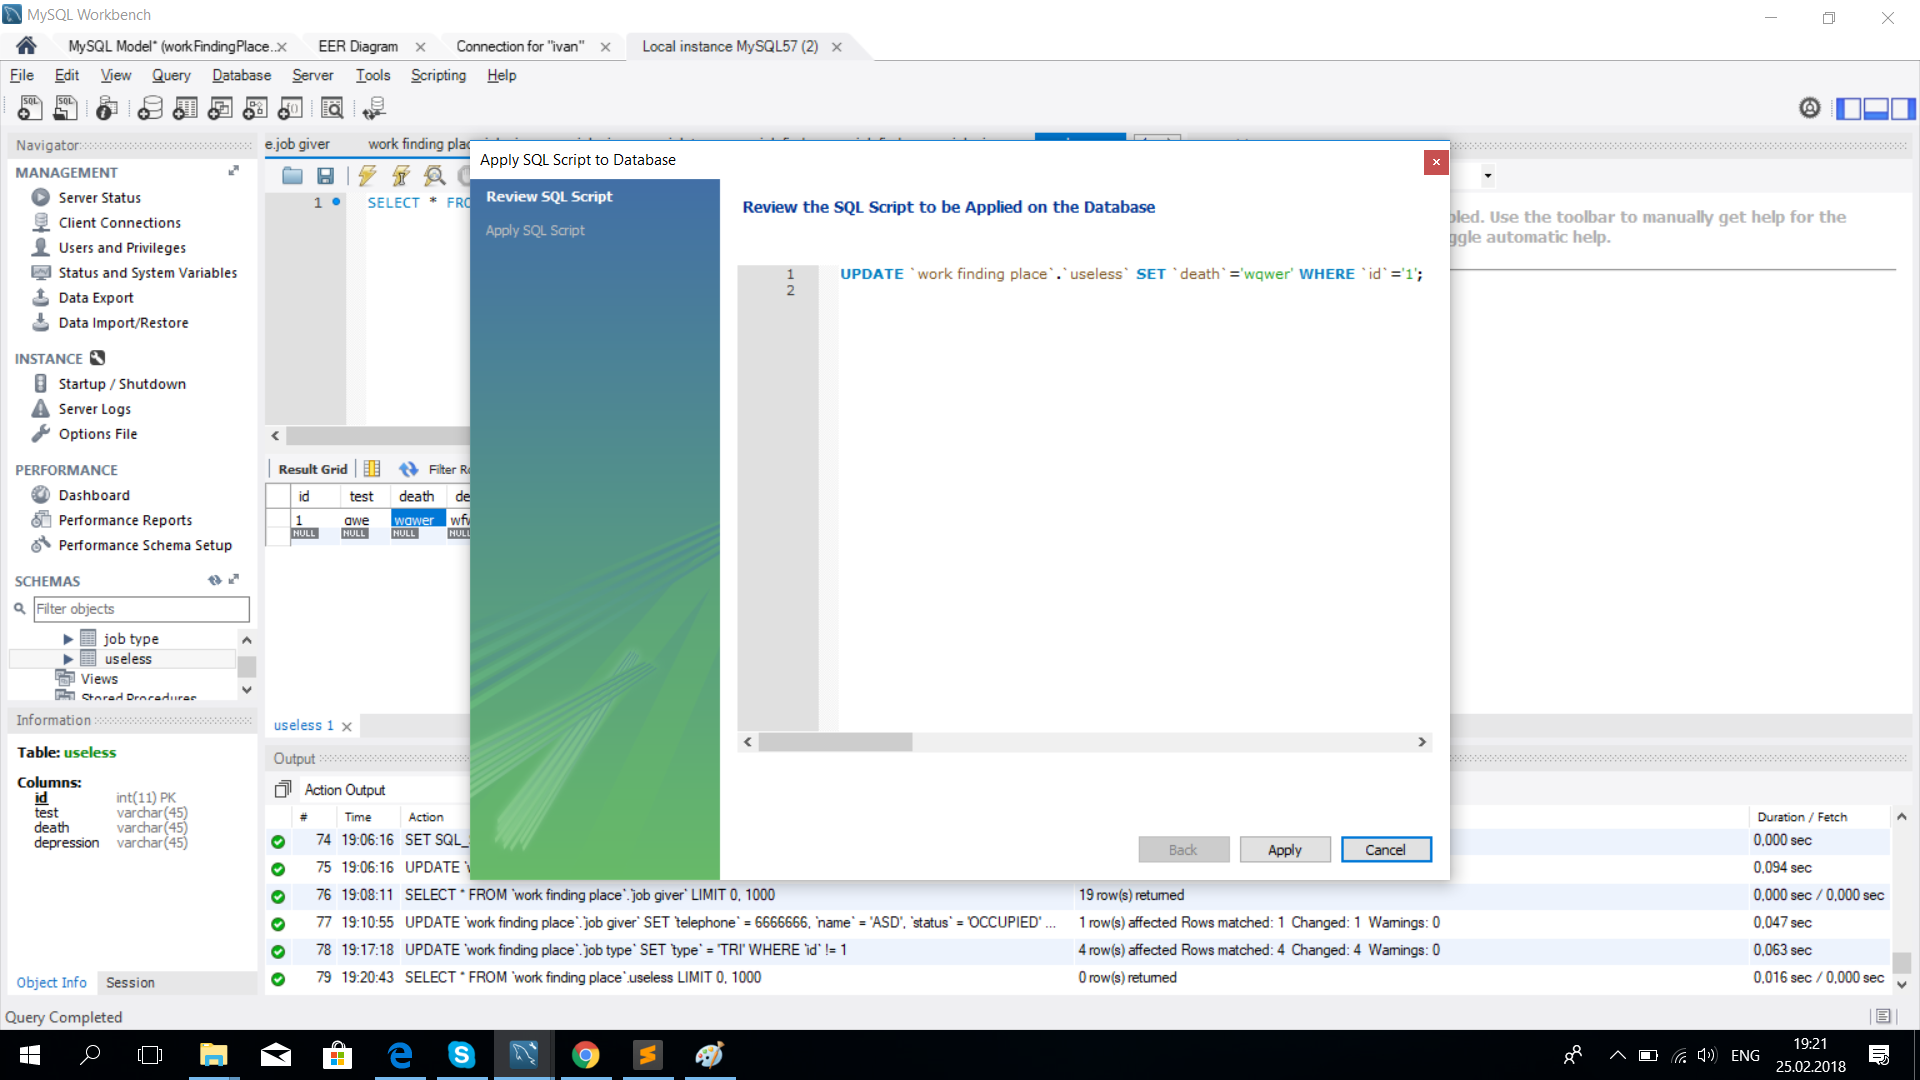 MySQL Workbench
MySQL Model* (workFindingPlace...
EER Diagram
Connection for "ivan"
Local instance MySQL57 (2)
File Edit View Query Database Server Tools Scripting Help
Navigator
e.job giver
work finding plac
MANAGEMENT
Server Status
Client Connections
Users and Privileges
Status and System Variables
Data Export
Data Import/Restore
INSTANCE
Startup / Shutdown
Server Logs
Options File
PERFORMANCE
Dashboard
Performance Reports
Performance Schema Setup
SCHEMAS
Filter objects
job type
useless
Views
Stored Procedures
Information
Table: useless
Columns:
id int(11) PK
test varchar(45)
death varchar(45)
depression varchar(45)
Object Info Session
Query Completed
1 SELECT * FRO
Result Grid Filter Ro
id test death de
1 qwe wqwer wfw
NULL NULL NULL NULL
useless 1
Apply SQL Script to Database
Review SQL Script
Apply SQL Script
Review the SQL Script to be Applied on the Database
1 UPDATE `work finding place`.`useless` SET `death`='wqwer' WHERE `id`='1';
2
Back Apply Cancel
bled. Use the toolbar to manually get help for the
ggle automatic help.
Output
Action Output
# Time Action Duration / Fetch
74 19:06:16 SET SQL_ 0,000 sec
75 19:06:16 UPDATE `w 0,094 sec
76 19:08:11 SELECT * FROM `work finding place`.`job giver` LIMIT 0, 1000 19 row(s) returned 0,000 sec / 0,000 sec
77 19:10:55 UPDATE `work finding place`.`job giver` SET `telephone` = 6666666, `name` = 'ASD', `status` = 'OCCUPIED' ... 1 row(s) affected Rows matched: 1 Changed: 1 Warnings: 0 0,047 sec
78 19:17:18 UPDATE `work finding place`.`job type` SET `type` = 'TRI' WHERE `id` != 1 4 row(s) affected Rows matched: 4 Changed: 4 Warnings: 0 0,063 sec
79 19:20:43 SELECT * FROM `work finding place`.useless LIMIT 0, 1000 0 row(s) returned 0,016 sec / 0,000 sec
ENG
19:21
25.02.2018